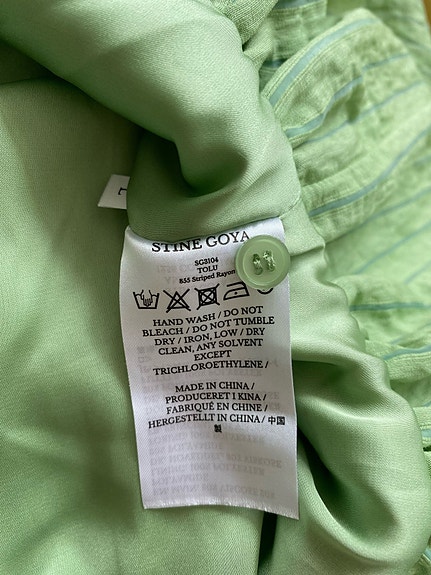 STINE GOYA
SG3104
TOLU
855 Striped Rayon
HAND WASH / DO NOT
BLEACH / DO NOT TUMBLE
DRY / IRON, LOW / DRY
CLEAN, ANY SOLVENT
EXCEPT
TRICHLOROETHYLENE /
MADE IN CHINA /
PRODUCERET I KINA /
FABRIQUÉ EN CHINE /
HERGESTELLT IN CHINA / 中国
製